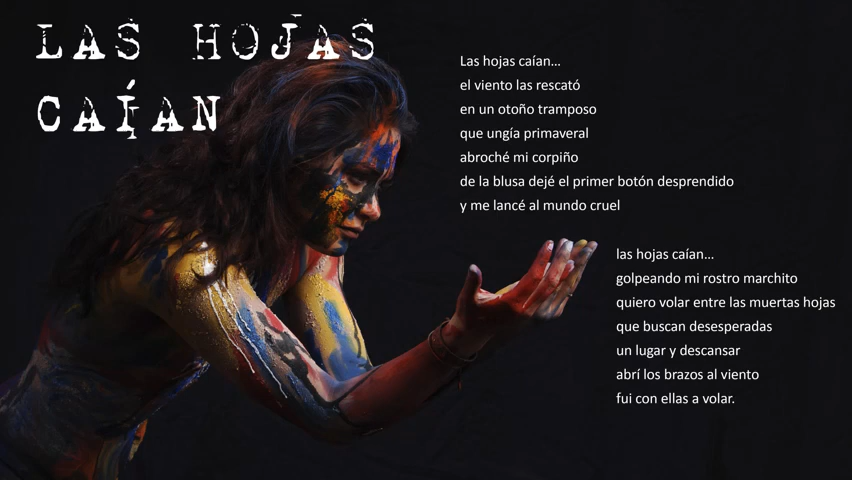 LAS HOJAS
CAÍAN
Las hojas caían...
el viento las rescató
en un otoño tramposo
que ungía primaveral
abroché mi corpiño
de la blusa dejé el primer botón desprendido
y me lancé al mundo cruel
las hojas caían...
golpeando mi rostro marchito
quiero volar entre las muertas hojas
que buscan desesperadas
un lugar y descansar
abrí los brazos al viento
fui con ellas a volar.